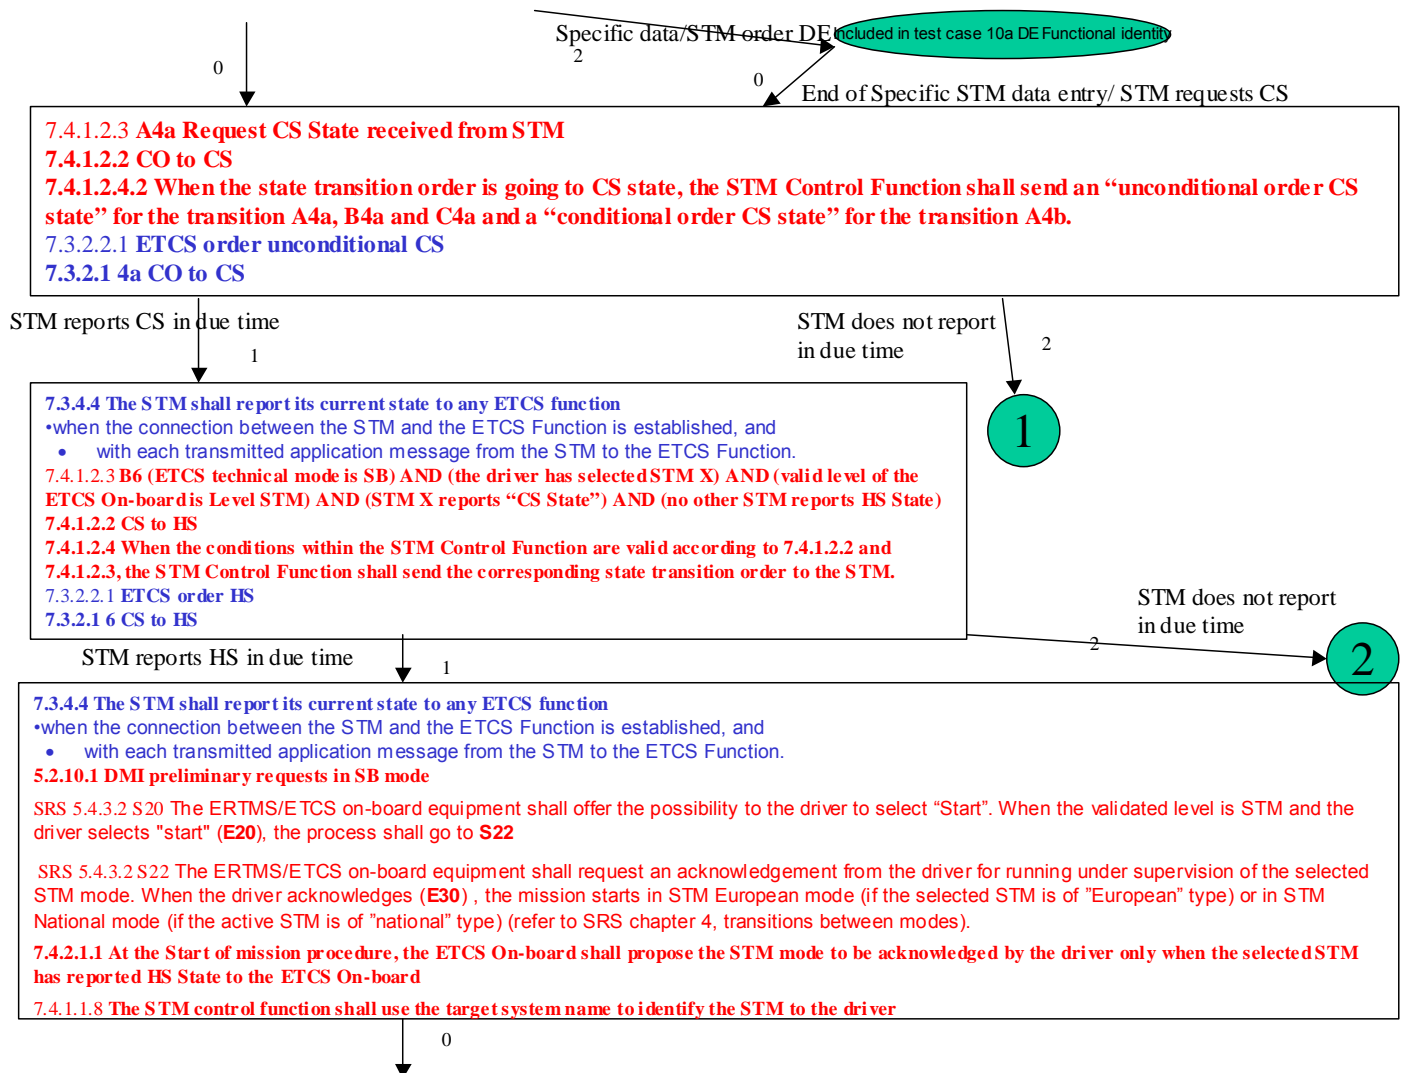 Specific data/STM order DE
Included in test case 10a DE Functional identity
2
0
0
End of Specific STM data entry/ STM requests CS
7.4.1.2.3 A4a Request CS State received from STM
7.4.1.2.2 CO to CS
7.4.1.2.4.2 When the state transition order is going to CS state, the STM Control Function shall send an “unconditional order CS
state” for the transition A4a, B4a and C4a and a “conditional order CS state” for the transition A4b.
7.3.2.2.1 ETCS order unconditional CS
7.3.2.1 4a CO to CS
STM reports CS in due time
1
STM does not report
in due time
2
1
7.3.4.4 The STM shall report its current state to any ETCS function
•when the connection between the STM and the ETCS Function is established, and
• with each transmitted application message from the STM to the ETCS Function.
7.4.1.2.3 B6 (ETCS technical mode is SB) AND (the driver has selected STM X) AND (valid level of the
ETCS On-board is Level STM) AND (STM X reports “CS State”) AND (no other STM reports HS State)
7.4.1.2.2 CS to HS
7.4.1.2.4 When the conditions within the STM Control Function are valid according to 7.4.1.2.2 and
7.4.1.2.3, the STM Control Function shall send the corresponding state transition order to the STM.
7.3.2.2.1 ETCS order HS
7.3.2.1 6 CS to HS
STM does not report
in due time
2
2
STM reports HS in due time
1
7.3.4.4 The STM shall report its current state to any ETCS function
•when the connection between the STM and the ETCS Function is established, and
• with each transmitted application message from the STM to the ETCS Function.
5.2.10.1 DMI preliminary requests in SB mode
SRS 5.4.3.2 S20 The ERTMS/ETCS on-board equipment shall offer the possibility to the driver to select “Start”. When the validated level is STM and the
driver selects "start" (E20), the process shall go to S22
SRS 5.4.3.2 S22 The ERTMS/ETCS on-board equipment shall request an acknowledgement from the driver for running under supervision of the selected
STM mode. When the driver acknowledges (E30) , the mission starts in STM European mode (if the selected STM is of ”European” type) or in STM
National mode (if the active STM is of ”national” type) (refer to SRS chapter 4, transitions between modes).
7.4.2.1.1 At the Start of mission procedure, the ETCS On-board shall propose the STM mode to be acknowledged by the driver only when the selected STM
has reported HS State to the ETCS On-board
7.4.1.1.8 The STM control function shall use the target system name to identify the STM to the driver
0